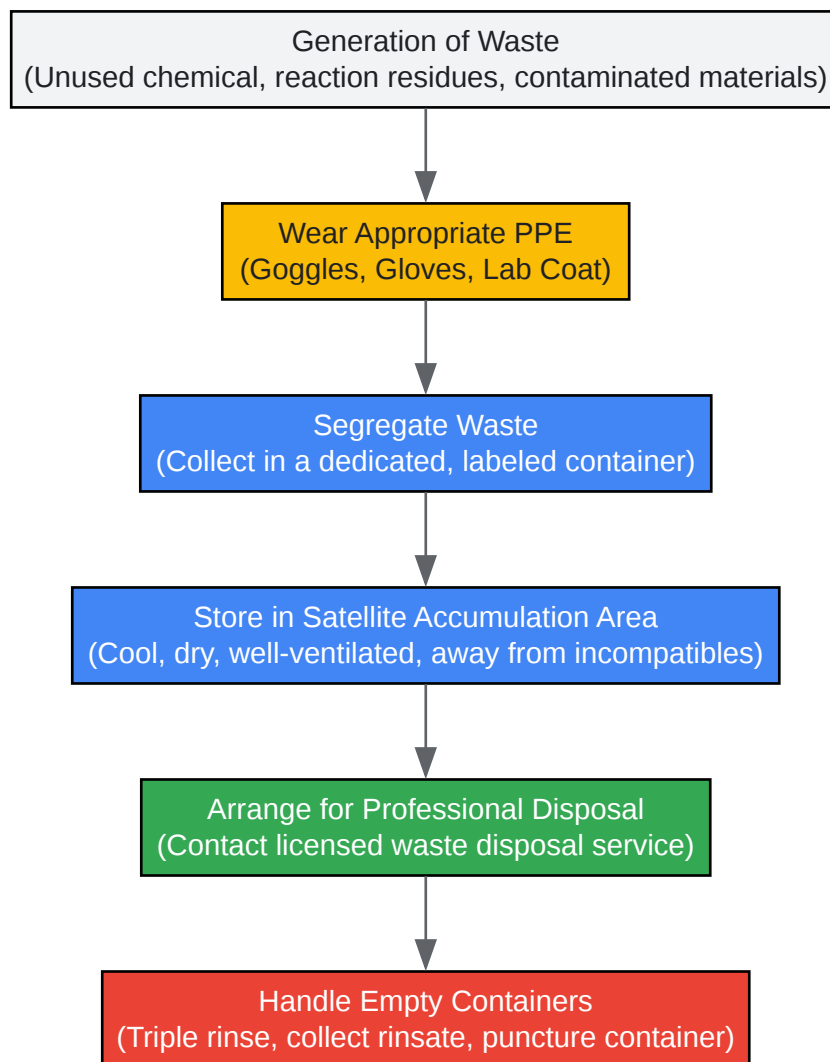 Generation of Waste
(Unused chemical, reaction residues, contaminated materials)
Wear Appropriate PPE
(Goggles, Gloves, Lab Coat)
Segregate Waste
(Collect in a dedicated, labeled container)
Store in Satellite Accumulation Area
(Cool, dry, well-ventilated, away from incompatibles)
Arrange for Professional Disposal
(Contact licensed waste disposal service)
Handle Empty Containers
(Triple rinse, collect rinsate, puncture container)